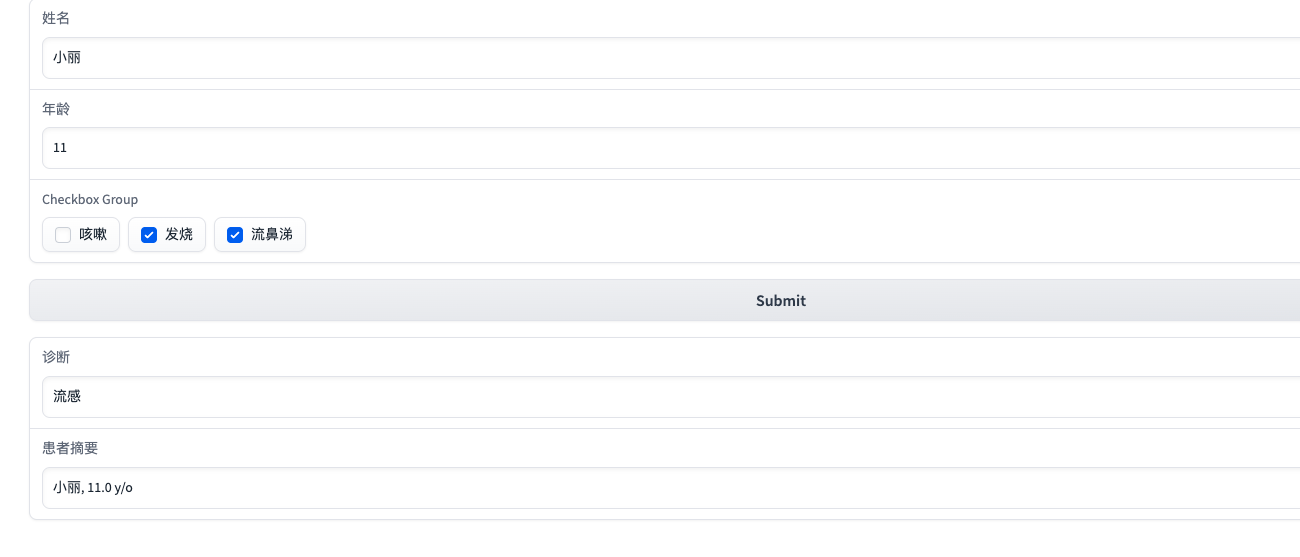 姓名
小丽
年龄
11
Checkbox Group
咳嗽 发烧 流鼻涕
Submit
诊断
流感
患者摘要
小丽, 11.0 y/o